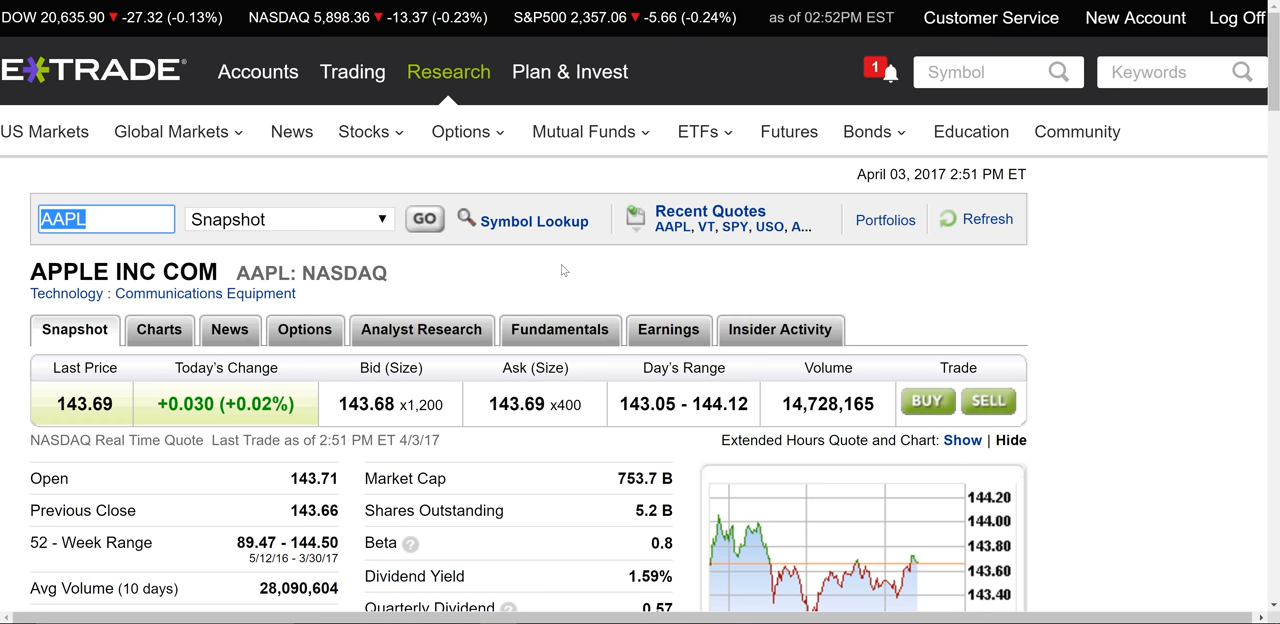 DOW 20,635.90 ▼ -27.32 (-0.13%) NASDAQ 5,898.36 ▼ -13.37 (-0.23%) S&P500 2,357.06 ▼ -5.66 (-0.24%) as of 02:52PM EST Customer Service New Account Log Off
E*TRADE® Accounts Trading Research Plan & Invest 1 Symbol Keywords
US Markets Global Markets News Stocks Options Mutual Funds ETFs Futures Bonds Education Community
April 03, 2017 2:51 PM ET
AAPL Snapshot ▼ GO Symbol Lookup Recent Quotes Portfolios Refresh
AAPL, VT, SPY, USO, A...
APPLE INC COM AAPL: NASDAQ
Technology : Communications Equipment
Snapshot Charts News Options Analyst Research Fundamentals Earnings Insider Activity
Last Price Today's Change Bid (Size) Ask (Size) Day's Range Volume Trade
143.69 +0.030 (+0.02%) 143.68 x1,200 143.69 x400 143.05 - 144.12 14,728,165 BUY SELL
NASDAQ Real Time Quote Last Trade as of 2:51 PM ET 4/3/17 Extended Hours Quote and Chart: Show | Hide
Open 143.71 Market Cap 753.7 B
Previous Close 143.66 Shares Outstanding 5.2 B
52 - Week Range 89.47 - 144.50 Beta ? 0.8
5/12/16 - 3/30/17
Avg Volume (10 days) 28,090,604 Dividend Yield 1.59%
Quarterly Dividend ? 0.57
144.20
144.00
143.80
143.60
143.40